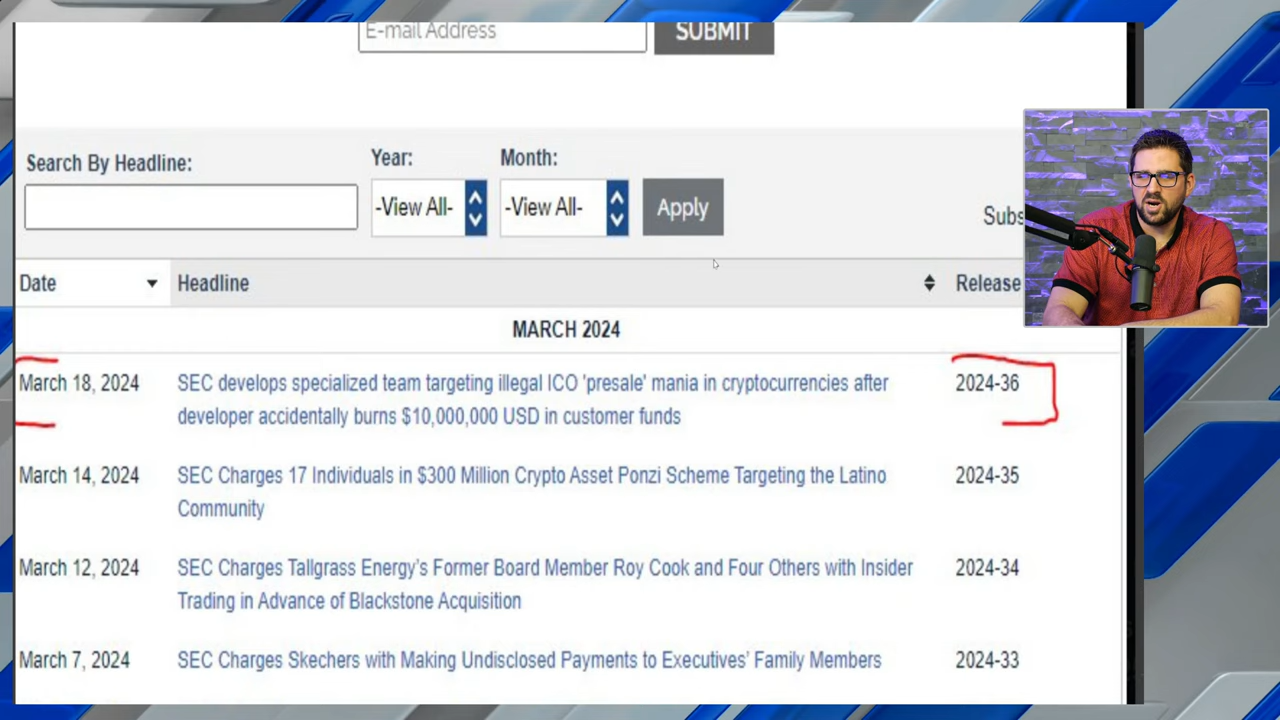 E-mail Address SUBMIT
Search By Headline:
Year:
Month:
-View All-
-View All-
Apply
Subs
Date
Headline
Release
MARCH 2024
March 18, 2024 SEC develops specialized team targeting illegal ICO 'presale' mania in cryptocurrencies after 2024-36
developer accidentally burns $10,000,000 USD in customer funds
March 14, 2024 SEC Charges 17 Individuals in $300 Million Crypto Asset Ponzi Scheme Targeting the Latino 2024-35
Community
March 12, 2024 SEC Charges Tallgrass Energy's Former Board Member Roy Cook and Four Others with Insider 2024-34
Trading in Advance of Blackstone Acquisition
March 7, 2024 SEC Charges Skechers with Making Undisclosed Payments to Executives' Family Members 2024-33